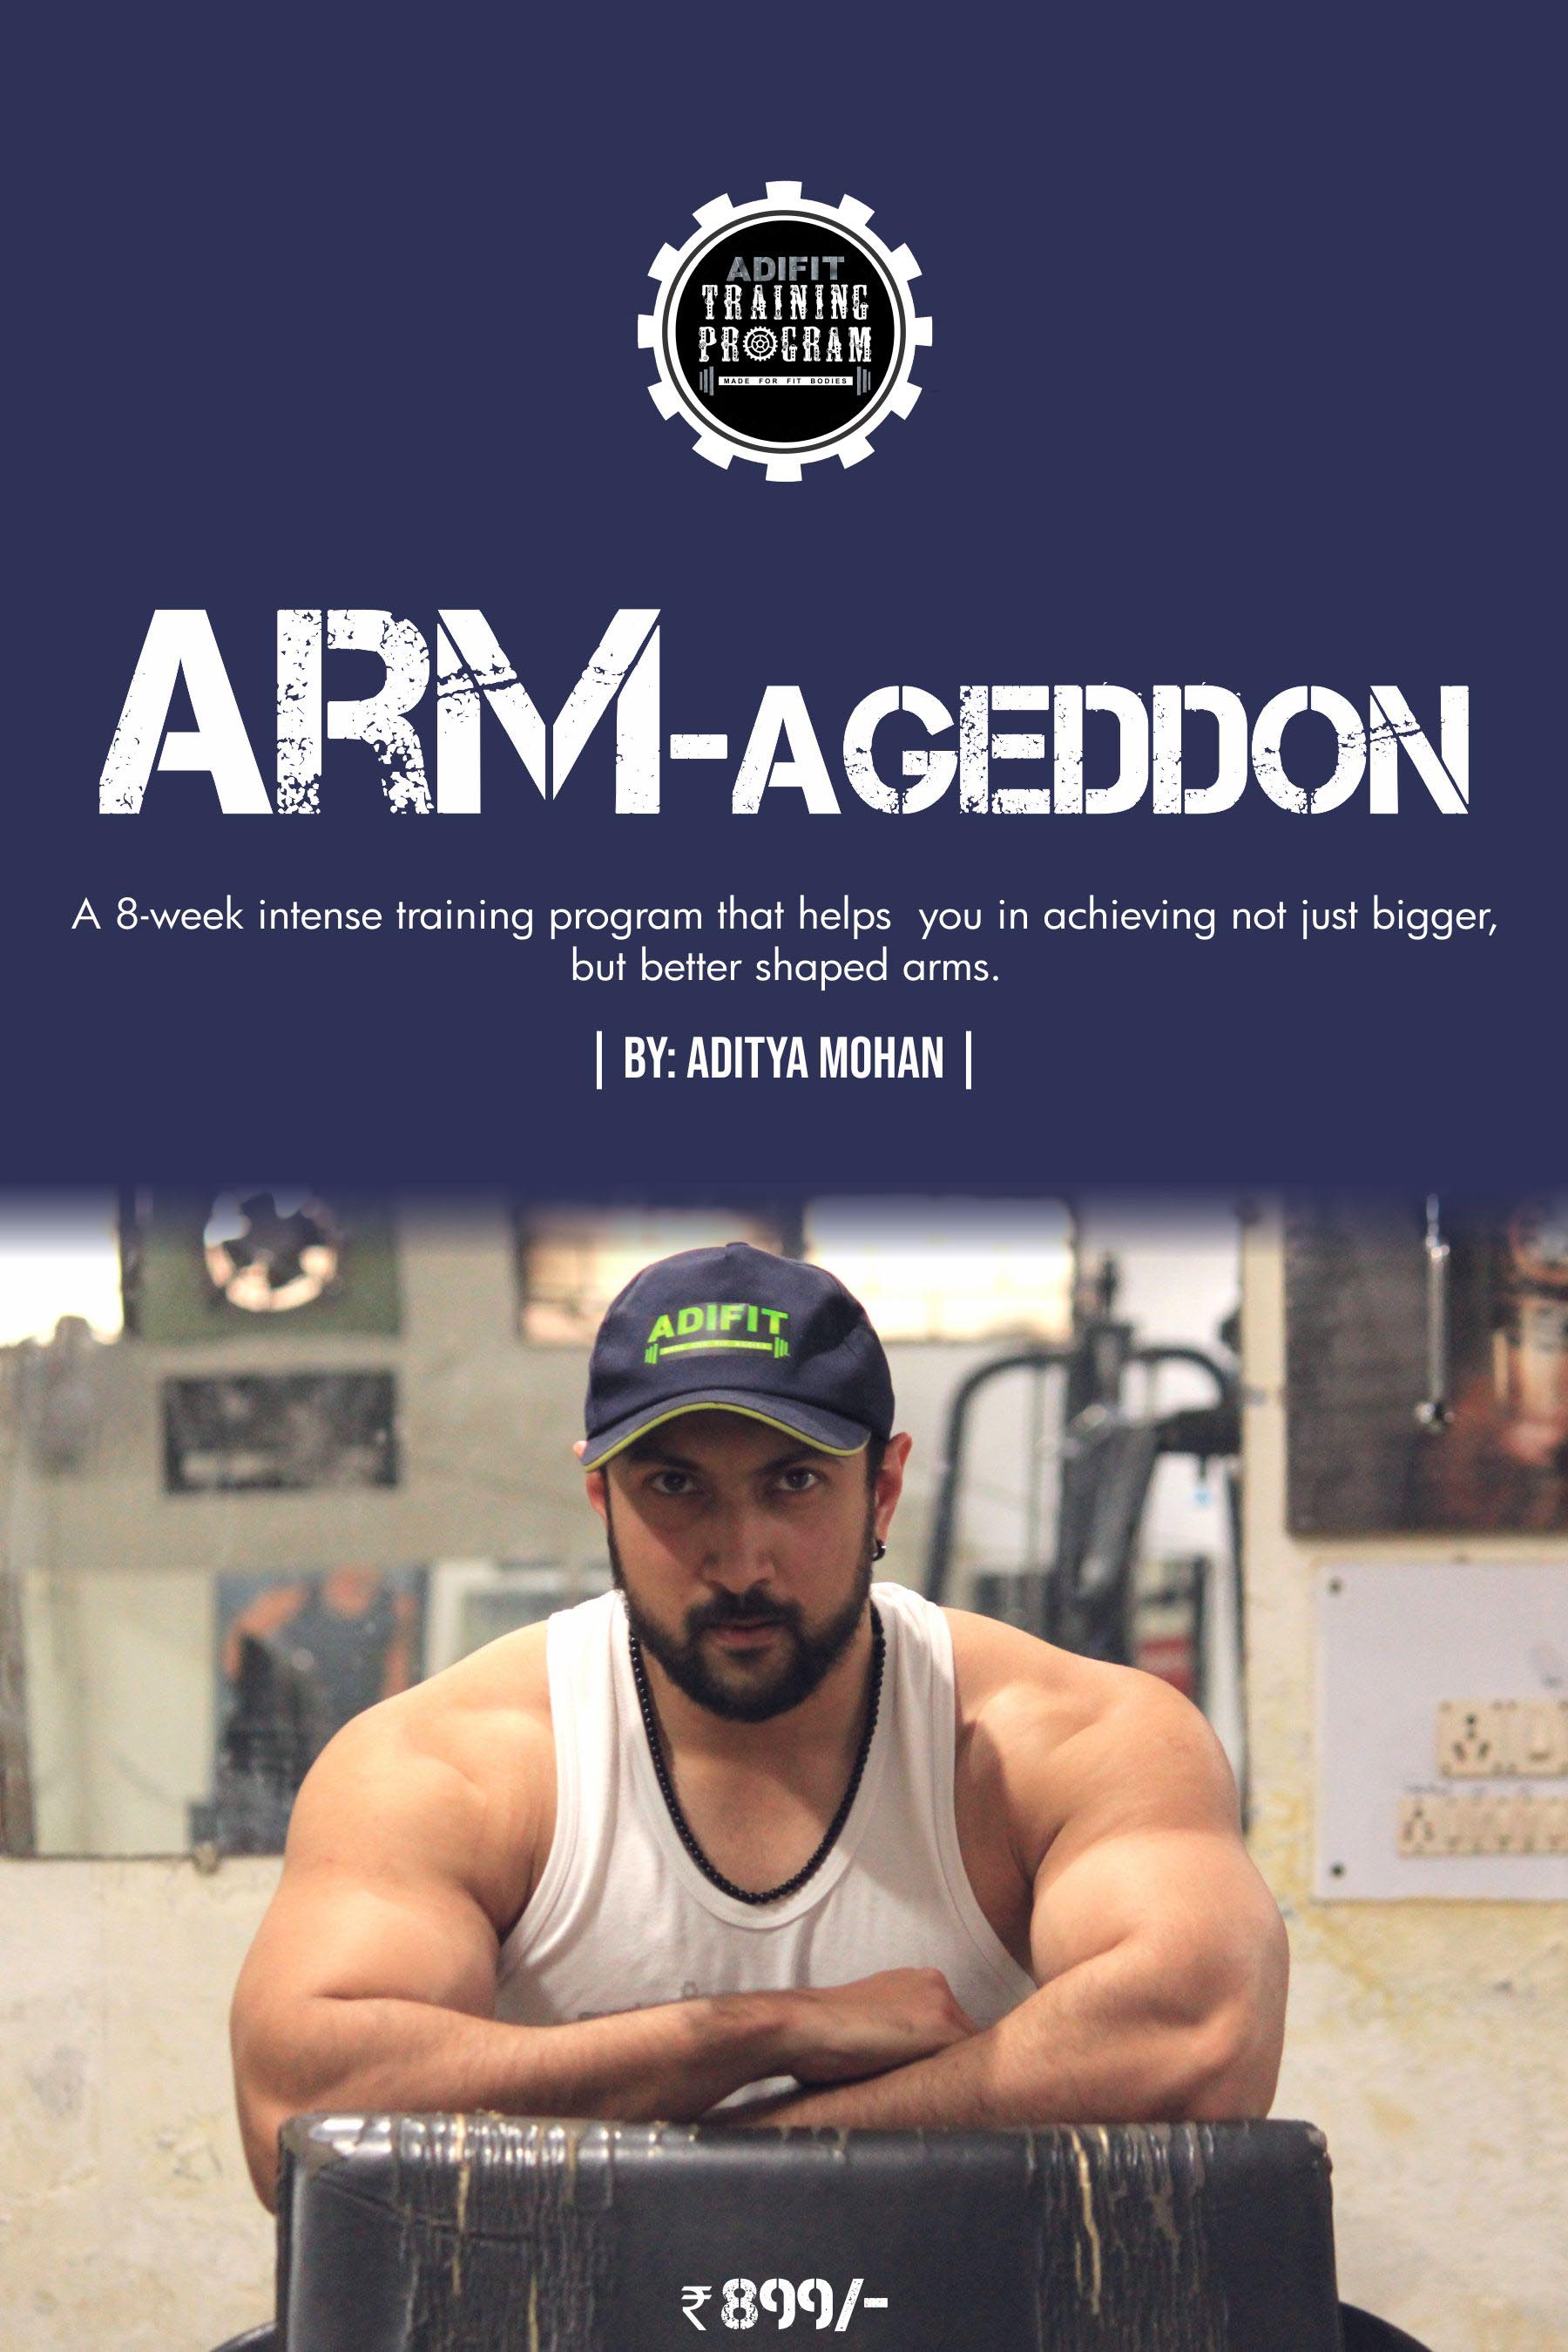 ADIFIT
TRAINING
PROGRAM
MADE FOR FIT BODIES
ARM-AGEDDON
A 8-week intense training program that helps  you in achieving not just bigger,
but better shaped arms.
| BY: ADITYA MOHAN |
ADIFIT
₹899/-